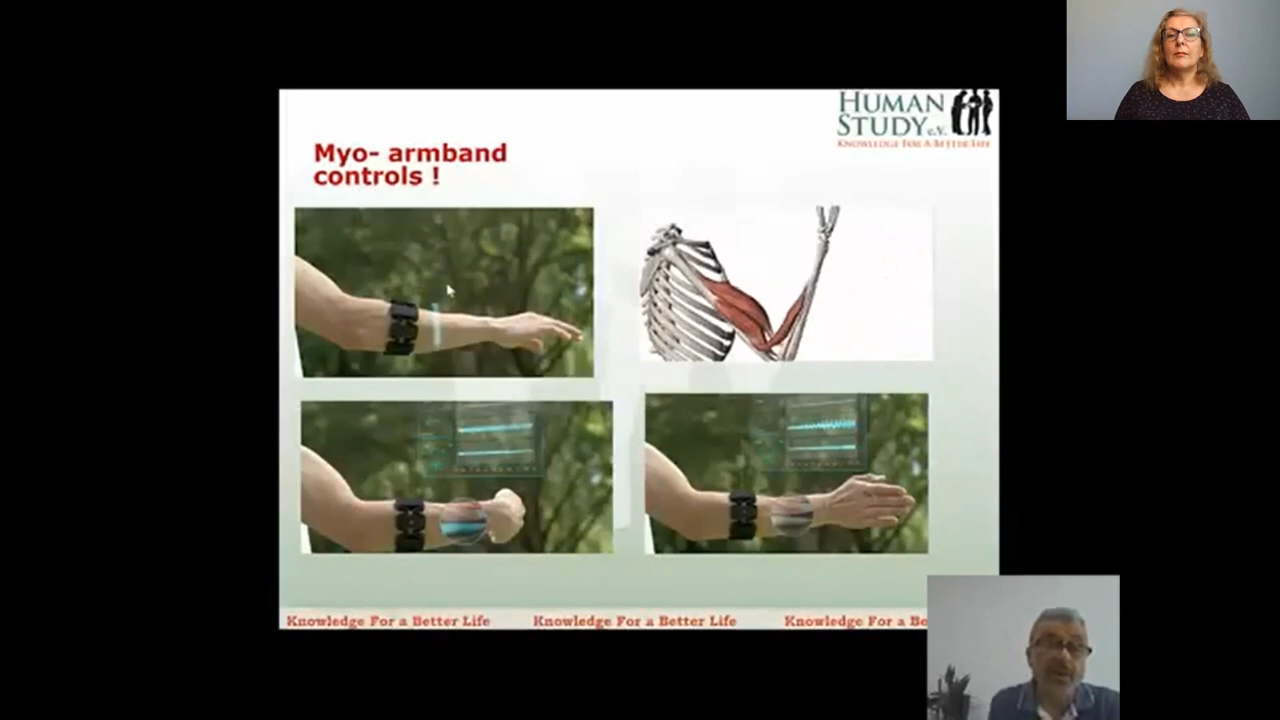 HUMAN
STUDY e.V.
KNOWLEDGE FOR A BETTER LIFE
Myo- armband
controls !
Knowledge For a Better Life Knowledge For a Better Life Knowledge For a Be